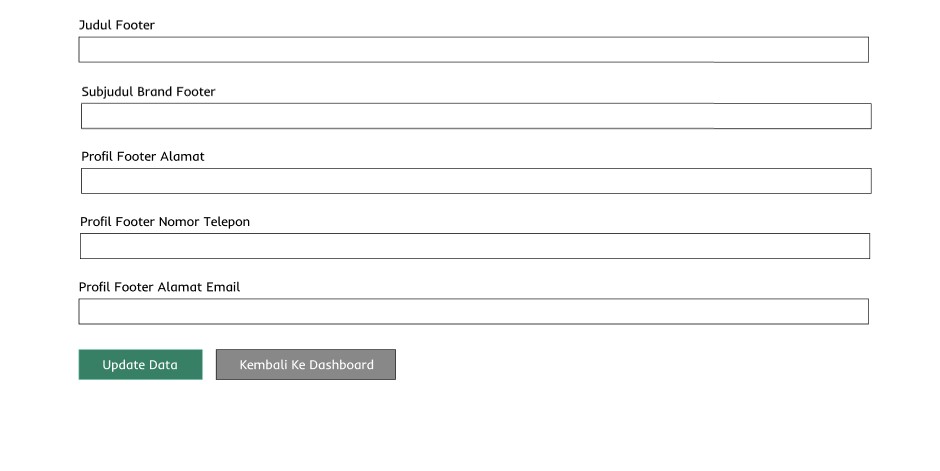 Judul Footer
Subjudul Brand Footer
Profil Footer Alamat
Profil Footer Nomor Telepon
Profil Footer Alamat Email
Update Data
Kembali Ke Dashboard